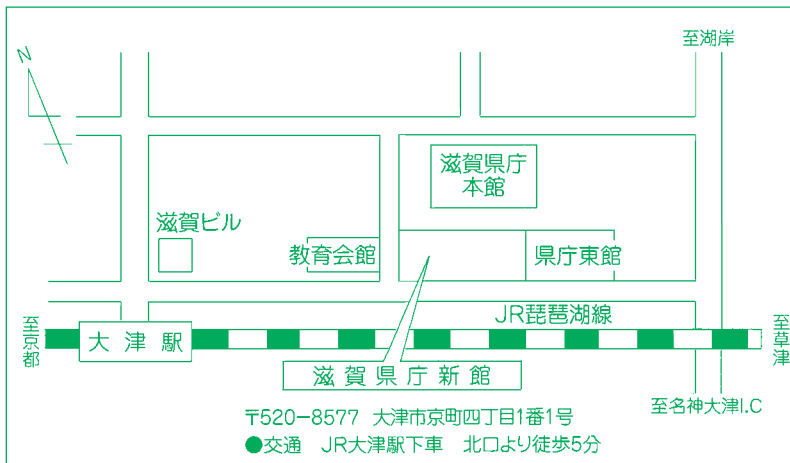 至湖岸
N
滋賀県庁
本館
滋賀ビル
教育会館
県庁東館
JR琵琶湖線
至京都
大津駅
至草津
滋賀県庁新館
至名神大津I.C
〒520-8577 大津市京町四丁目1番1号
●交通 JR大津駅下車 北口より徒歩5分